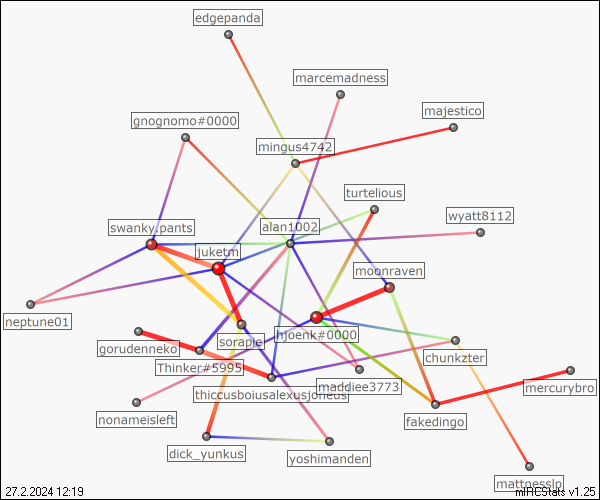 edgepanda
marcemadness
majestico
gnognomo#0000
mingus4742
turtelious
wyatt8112
swanky.pants
alan1002
juketm
moonraven
neptune01
gorudenneko
sorapie
hjoenk#0000
chunkzter
Thinker#5995
thiccusboiusalexusjoneus
maddiee3773
mercurybro
nonameisleft
fakedingo
dick_yunkus
yoshimanden
mattnesslp
27.2.2024 12:19
mIRCStats v1.25